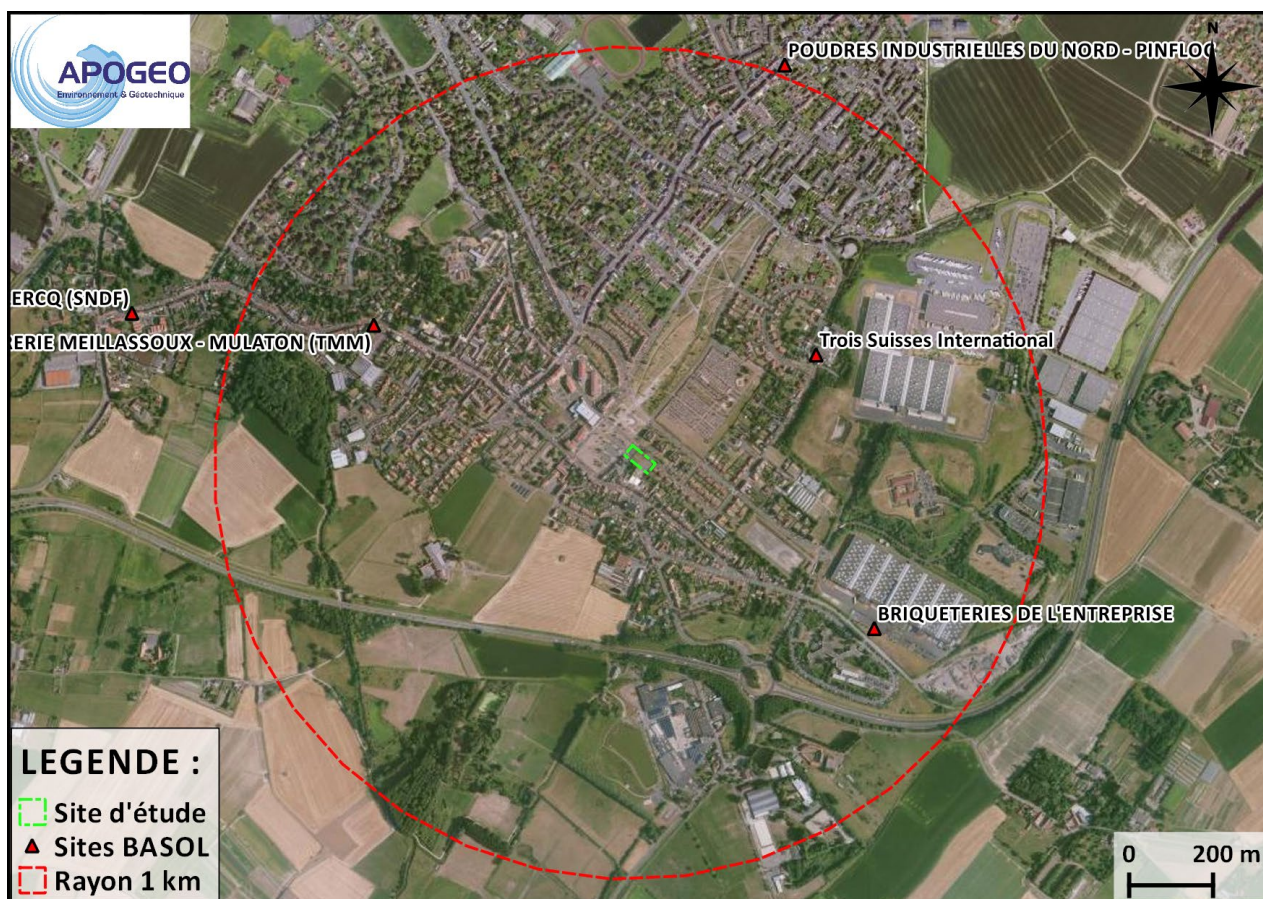 APOGEO
Environnement & Géotechnique
POUDRES INDUSTRIELLES DU NORD - PINFLOC
N
ERCQ (SNDF)
RERIE MEILLASSOUX - MULATON (TMM)
Trois Suisses International
BRIQUETERIES DE L'ENTREPRISE
LEGENDE :
Site d'étude
Sites BASOL
Rayon 1 km
0 200 m